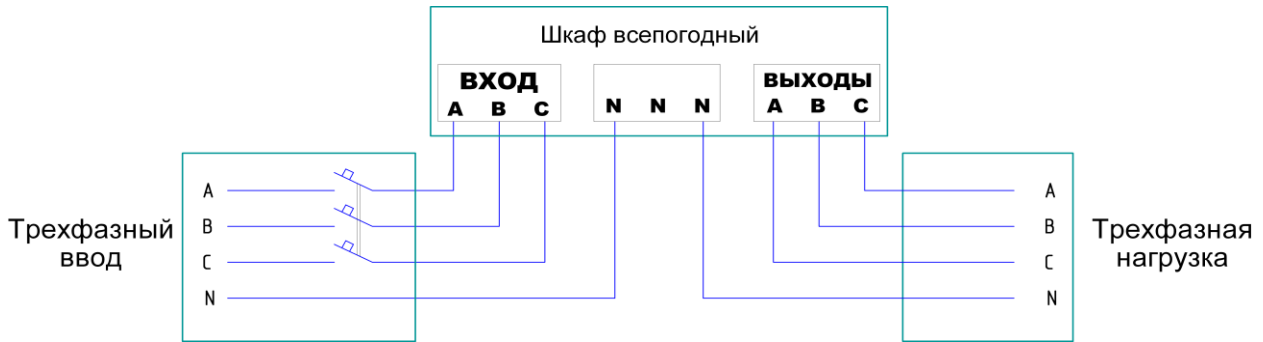 Шкаф всепогодный
ВХОД
A B C
N N N
ВЫХОДЫ
A B C
Трехфазный
ввод
A
B
C
N
A
B
C
N
Трехфазная
нагрузка